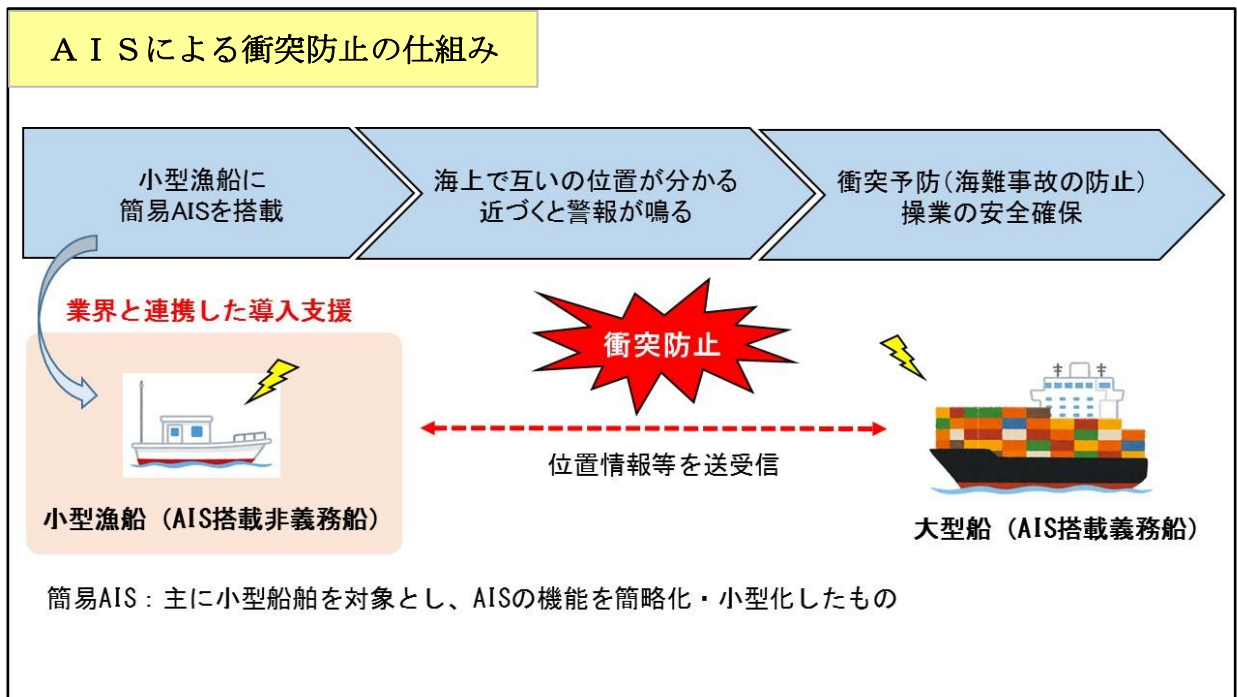 ＡＩＳによる衝突防止の仕組み
小型漁船に
簡易AISを搭載
海上で互いの位置が分かる
近づくと警報が鳴る
衝突予防(海難事故の防止)
操業の安全確保
業界と連携した導入支援
衝突防止
位置情報等を送受信
小型漁船（AIS搭載非義務船）
大型船（AIS搭載義務船）
簡易AIS：主に小型船舶を対象とし、AISの機能を簡略化・小型化したもの